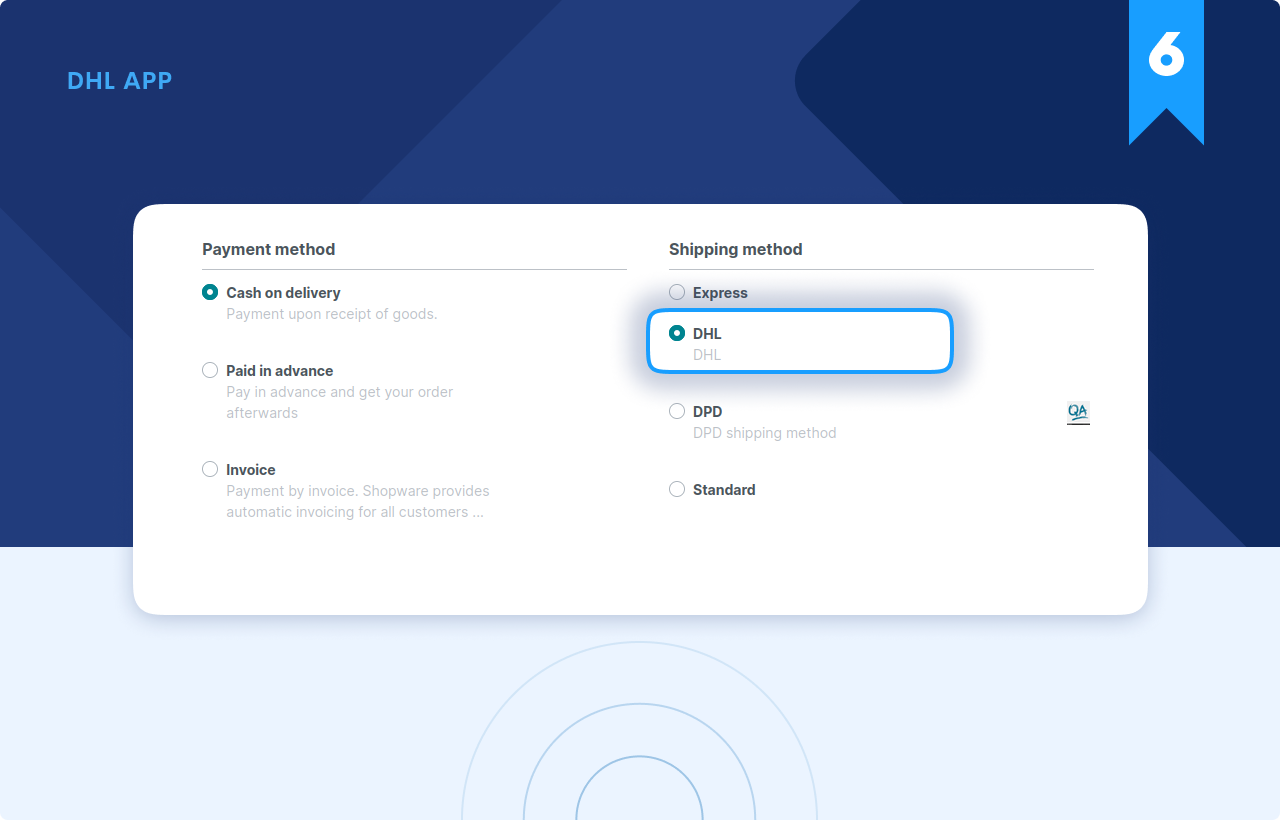 DHL APP
6
Payment method
Cash on delivery
Payment upon receipt of goods.
Paid in advance
Pay in advance and get your order
afterwards
Invoice
Payment by invoice. Shopware provides
automatic invoicing for all customers ...
Shipping method
Express
DHL
DHL
DPD
DPD shipping method
QA
Standard